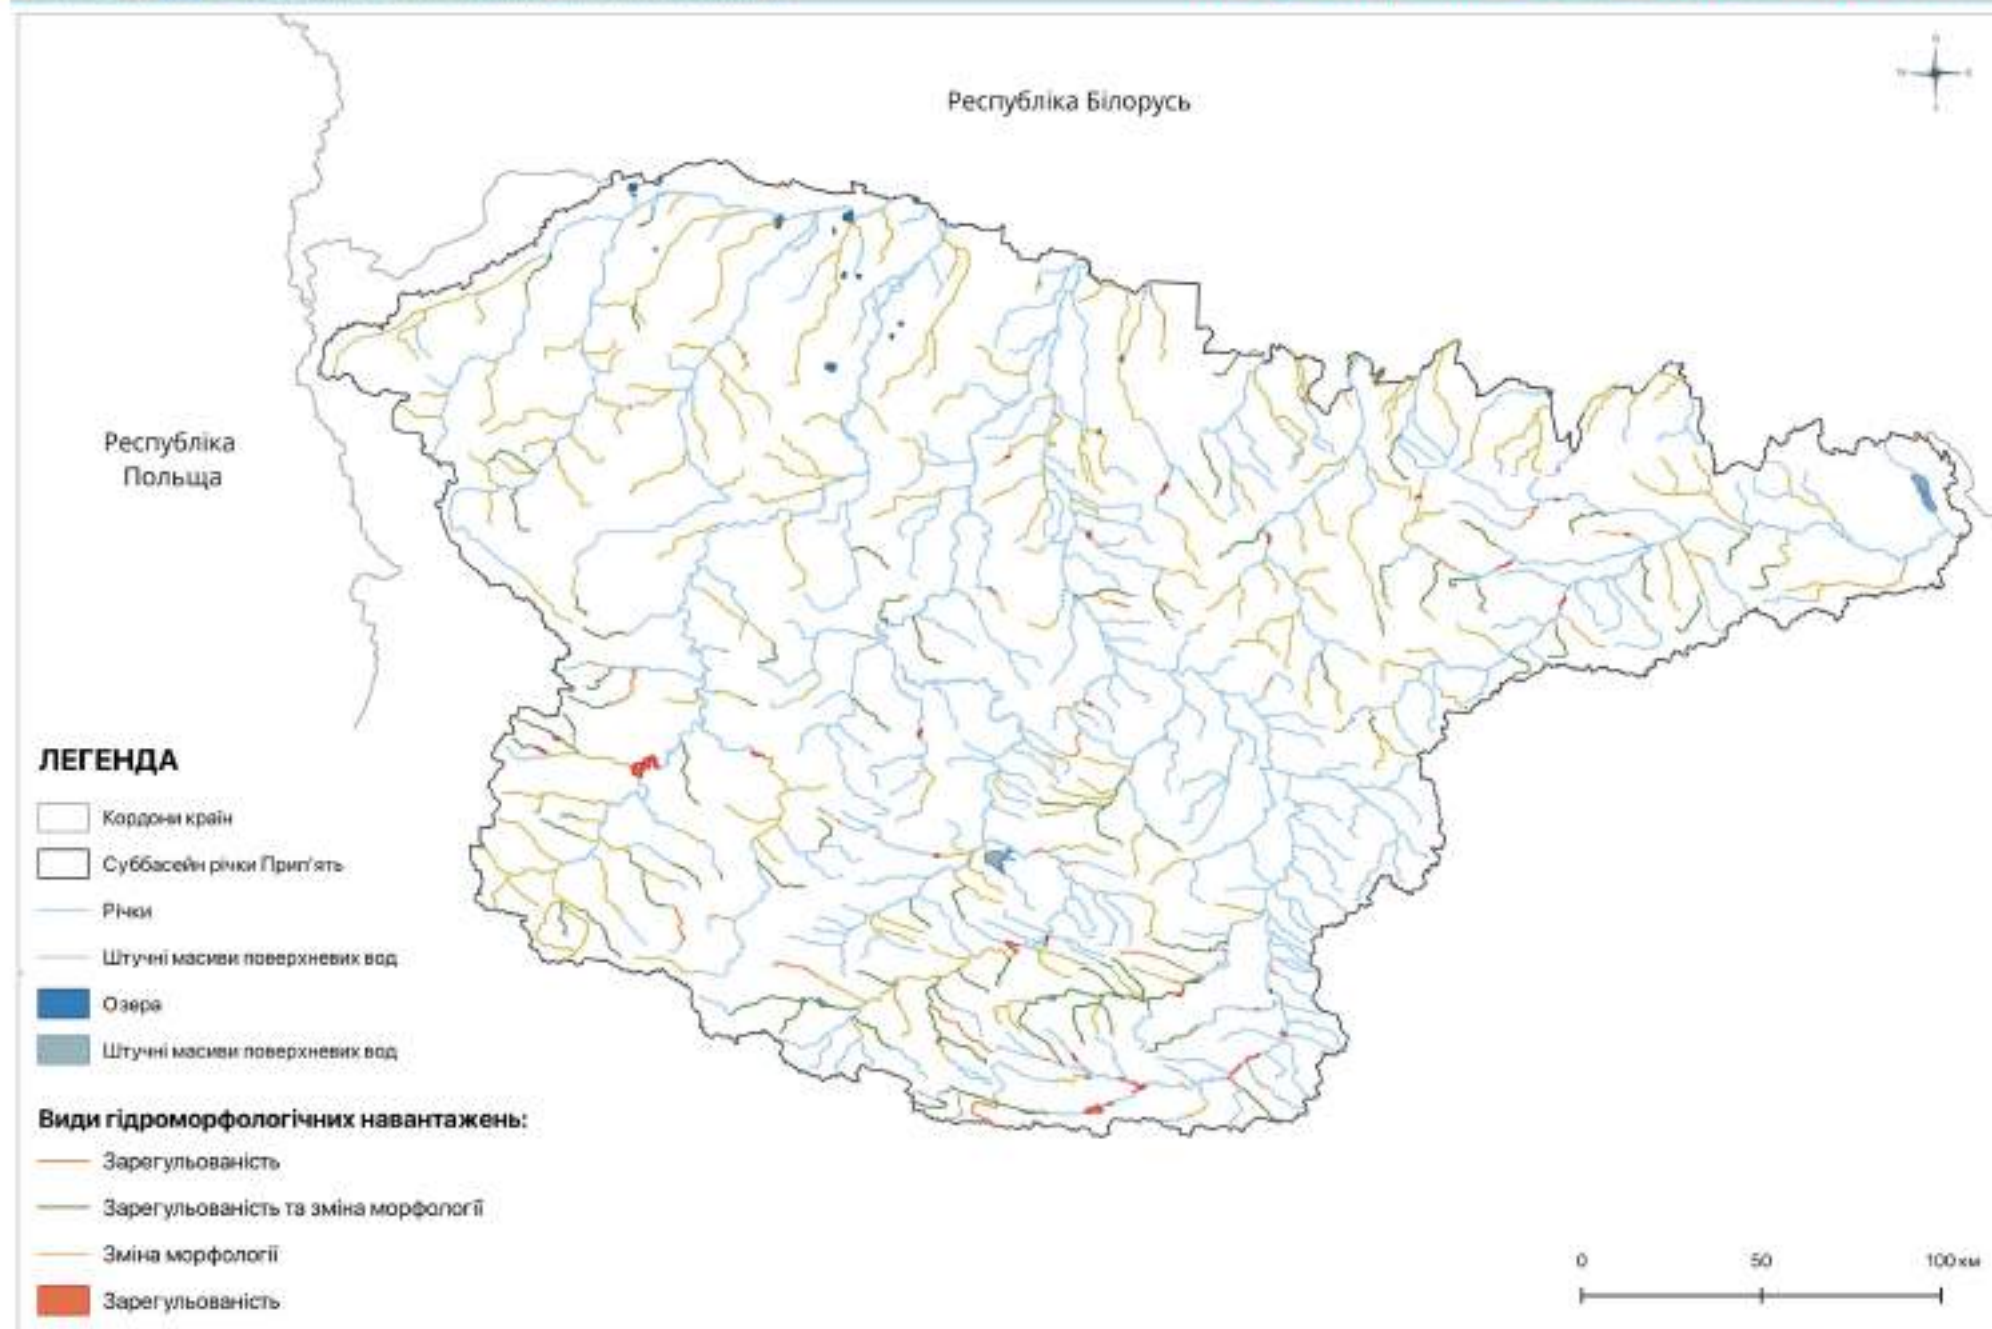 Республіка Білорусь
Республіка
Польща
ЛЕГЕНДА
Кордони країн
Суббасейн річки Прип'ять
Річки
Штучні масиви поверхневих вод
Озера
Штучні масиви поверхневих вод
Види гідроморфологічних навантажень:
Зарегульованість
Зарегульованість та зміна морфології
Зміна морфології
Зарегульованість
0 50 100 км